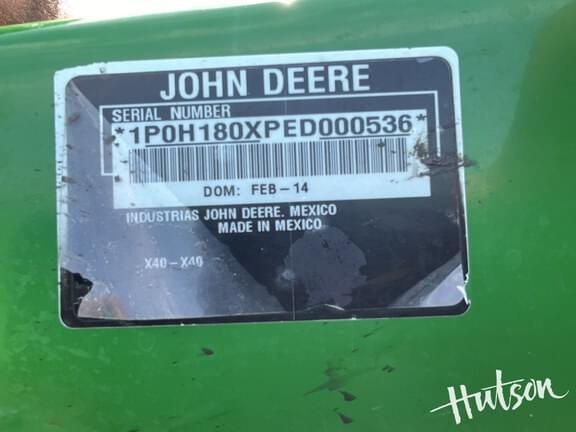 JOHN DEERE
SERIAL NUMBER
*1P0H180XPED000536*
DOM: FEB-14
INDUSTRIAS JOHN DEERE. MEXICO
MADE IN MEXICO
X40-X40
Hutson